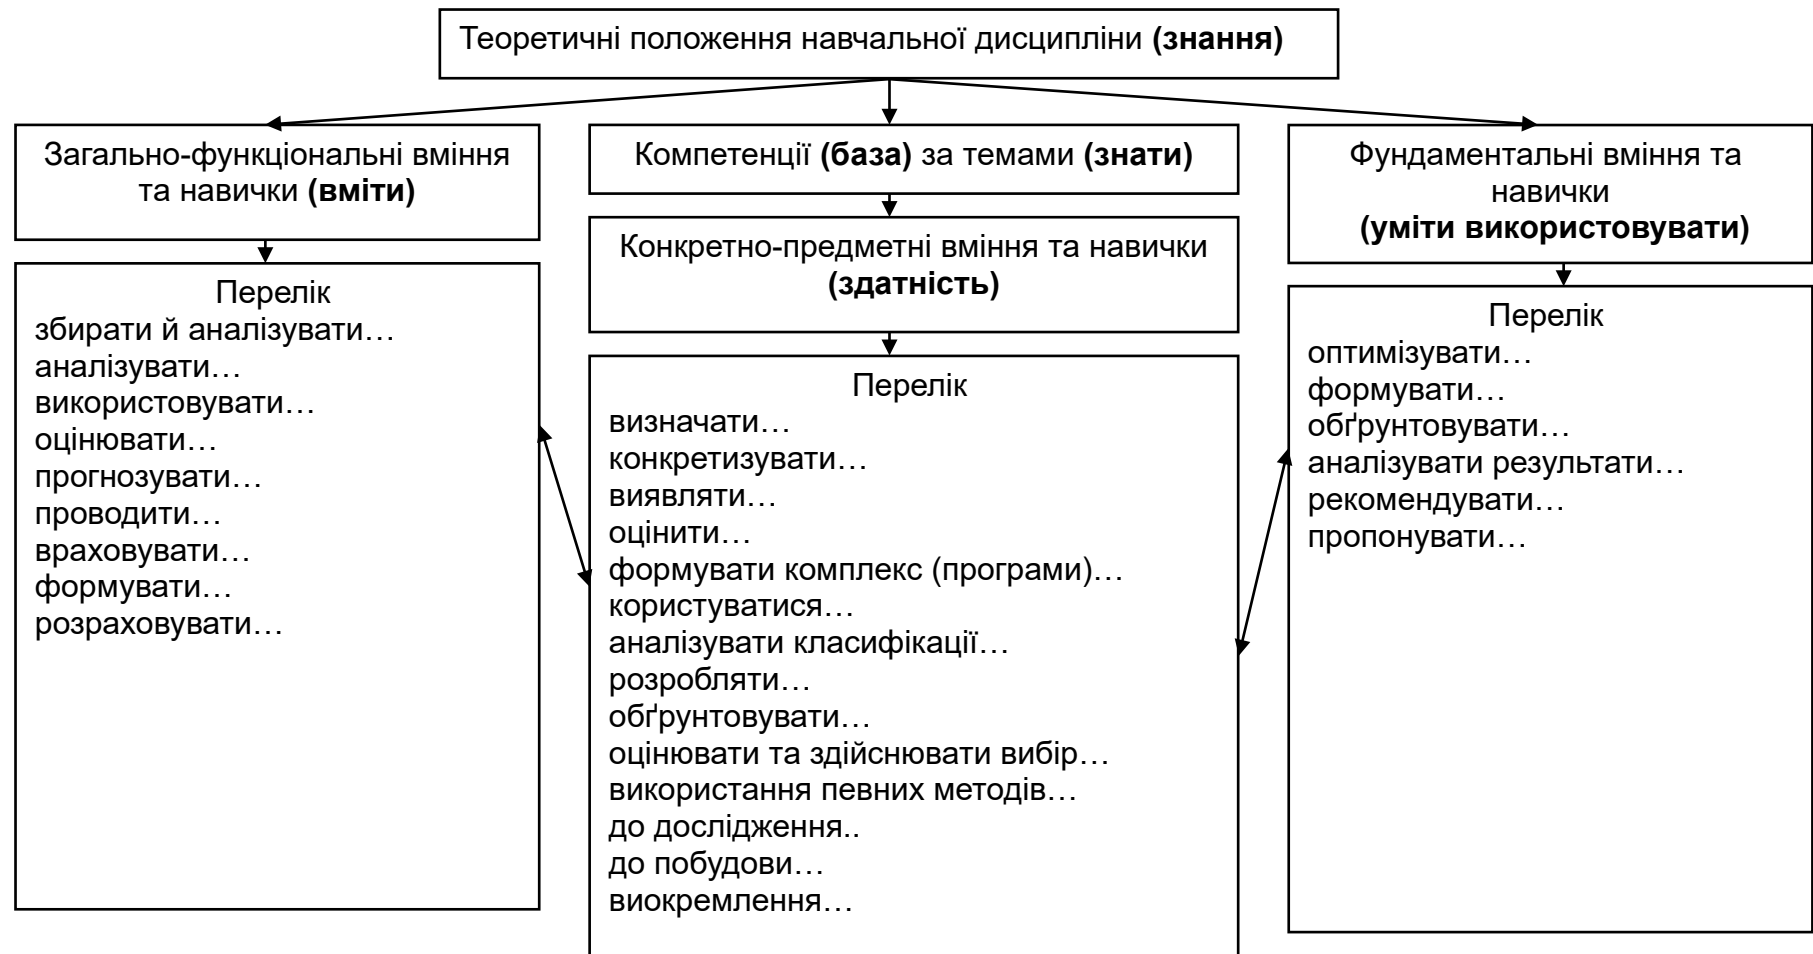 Теоретичні положення навчальної дисципліни (знання)
Загально-функціональні вміння
та навички (вміти)
Перелік
збирати й аналізувати…
аналізувати…
використовувати…
оцінювати…
прогнозувати…
проводити…
враховувати…
формувати…
розраховувати…
Компетенції (база) за темами (знати)
Конкретно-предметні вміння та навички
(здатність)
Перелік
визначати…
конкретизувати…
виявляти…
оцінити…
формувати комплекс (програми)…
користуватися…
аналізувати класифікації…
розробляти…
обґрунтовувати…
оцінювати та здійснювати вибір…
використання певних методів…
до дослідження..
до побудови…
виокремлення…
Фундаментальні вміння та
навички
(уміти використовувати)
Перелік
оптимізувати…
формувати…
обґрунтовувати…
аналізувати результати…
рекомендувати…
пропонувати…